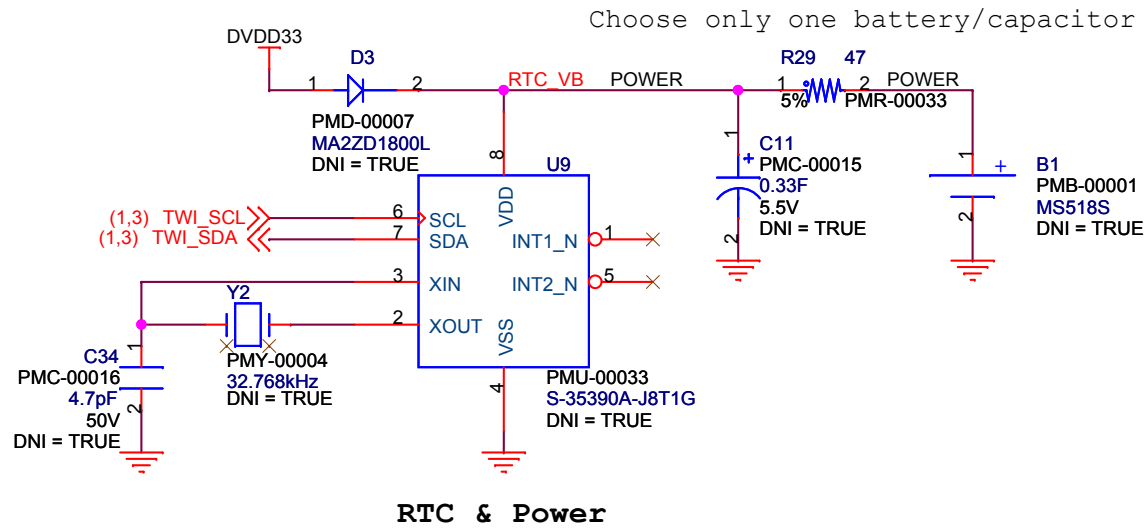 Choose only one battery/capacitor
DVDD33
D3
1 2
PMD-00007
MA2ZD1800L
DNI = TRUE
RTC_VB POWER
R29 47
1 2
5% PMR-00033
POWER
1
C11
PMC-00015
0.33F
5.5V
DNI = TRUE
2
1
+ B1
PMB-00001
MS518S
DNI = TRUE
2
8
U9
VDD
(1,3) TWI_SCL
6 SCL
(1,3) TWI_SDA
7 SDA
INT1_N 1
3 XIN
INT2_N 5
2 XOUT
VSS
4
PMU-00033
S-35390A-J8T1G
DNI = TRUE
Y2
PMY-00004
32.768kHz
DNI = TRUE
1
C34
PMC-00016
4.7pF
2
50V
DNI = TRUE
RTC & Power